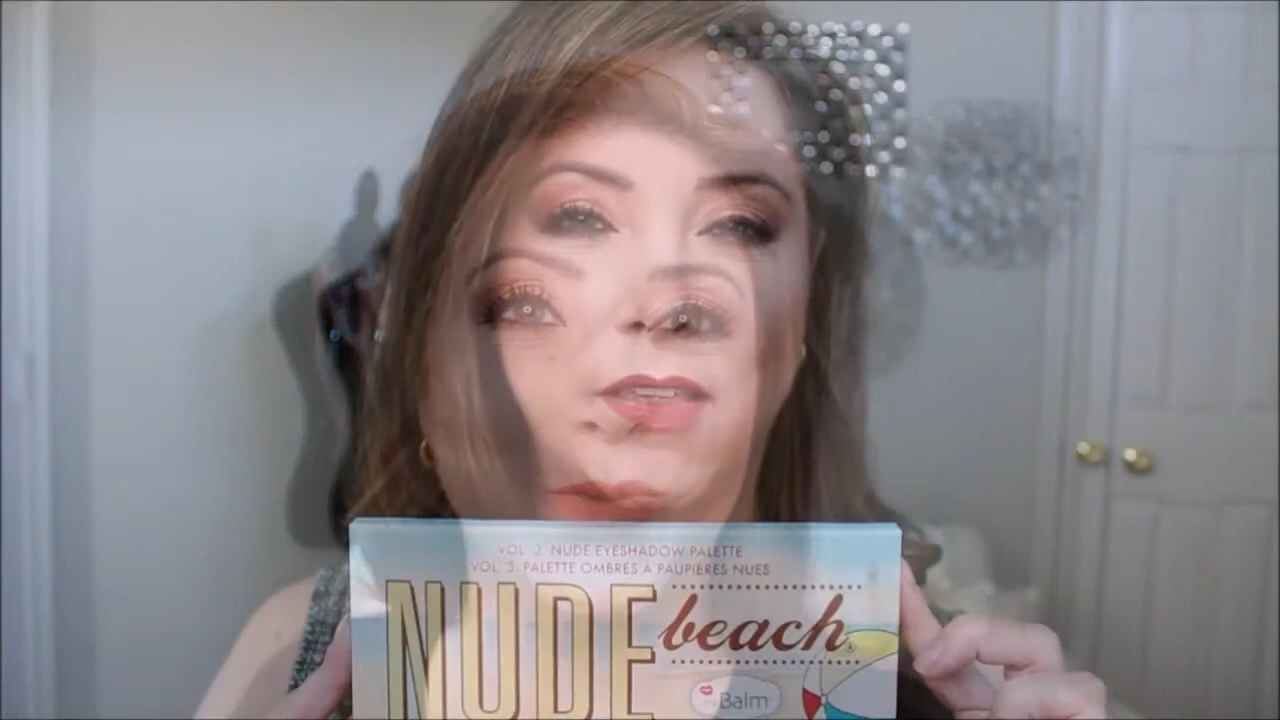 VOL. 3: NUDE EYESHADOW PALETTE
VOL. 3: PALETTE OMBRES À PAUPIÈRES NUES
NUDE beach®
theBalm